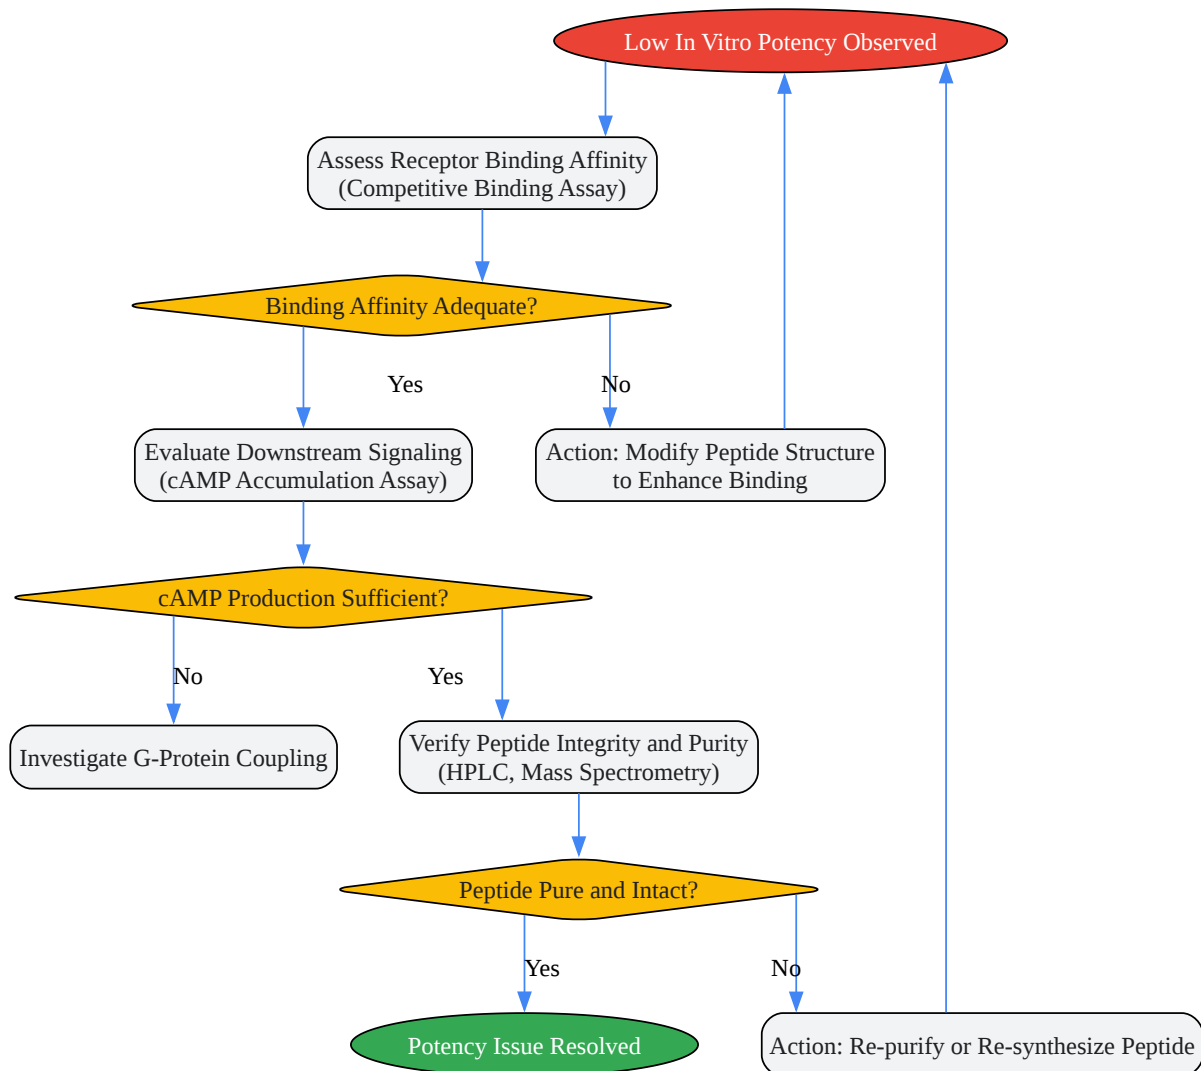 Low In Vitro Potency Observed
Assess Receptor Binding Affinity
(Competitive Binding Assay)
Binding Affinity Adequate?
Yes
No
Evaluate Downstream Signaling
(cAMP Accumulation Assay)
Action: Modify Peptide Structure
to Enhance Binding
cAMP Production Sufficient?
No
Yes
Investigate G-Protein Coupling
Verify Peptide Integrity and Purity
(HPLC, Mass Spectrometry)
Peptide Pure and Intact?
Yes
No
Potency Issue Resolved
Action: Re-purify or Re-synthesize Peptide